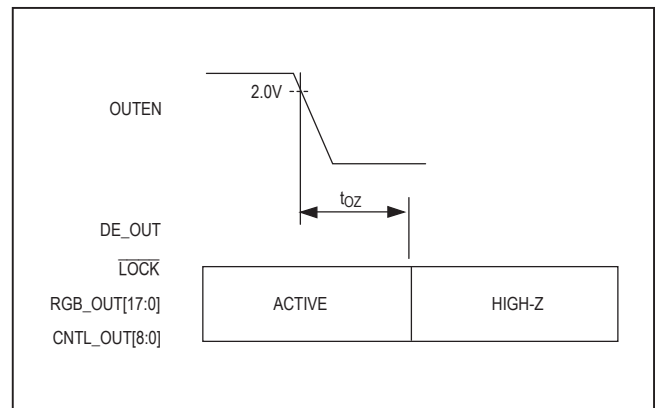 2.0V
OUTEN
tOZ
DE_OUT
LOCK
RGB_OUT[17:0]
ACTIVE
HIGH-Z
CNTL_OUT[8:0]